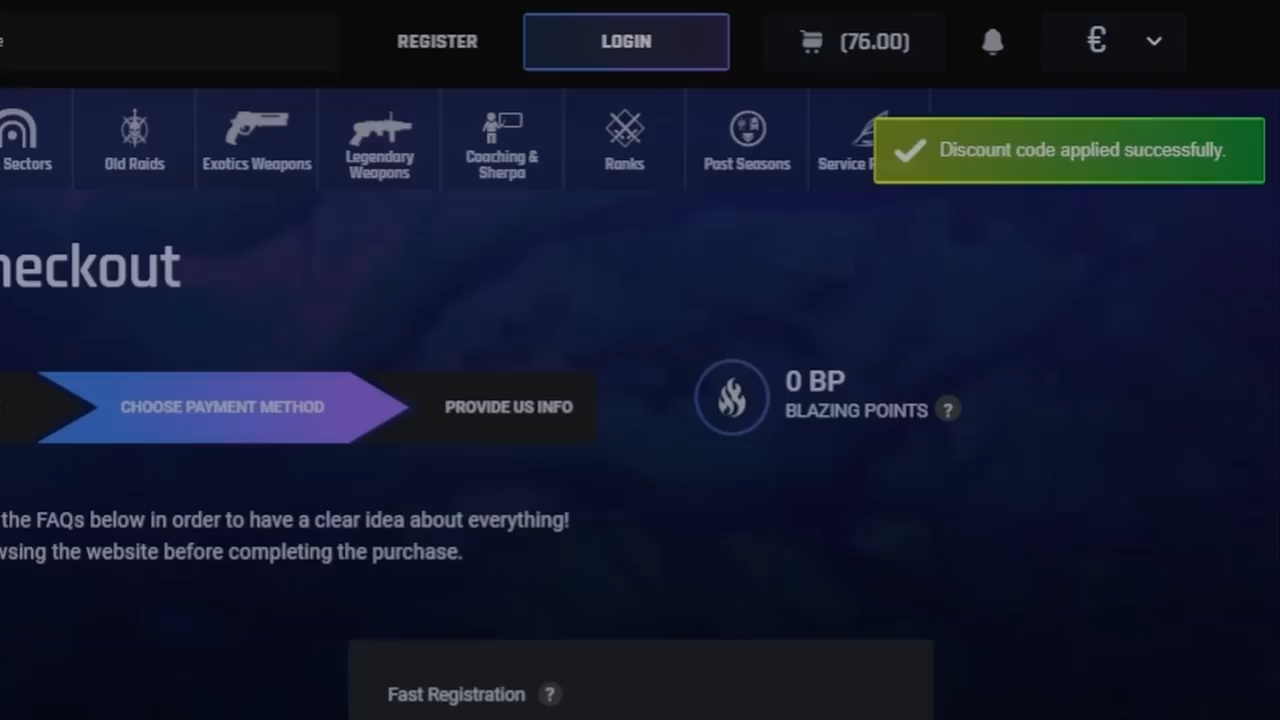 REGISTER
LOGIN
(76.00)
€
Sectors
Old Raids
Exotics Weapons
Legendary
Weapons
Coaching &
Sherpa
Ranks
Past Seasons
Service
Discount code applied successfully.
heckout
CHOOSE PAYMENT METHOD
PROVIDE US INFO
0 BP
BLAZING POINTS ?
the FAQs below in order to have a clear idea about everything!
wsing the website before completing the purchase.
Fast Registration ?